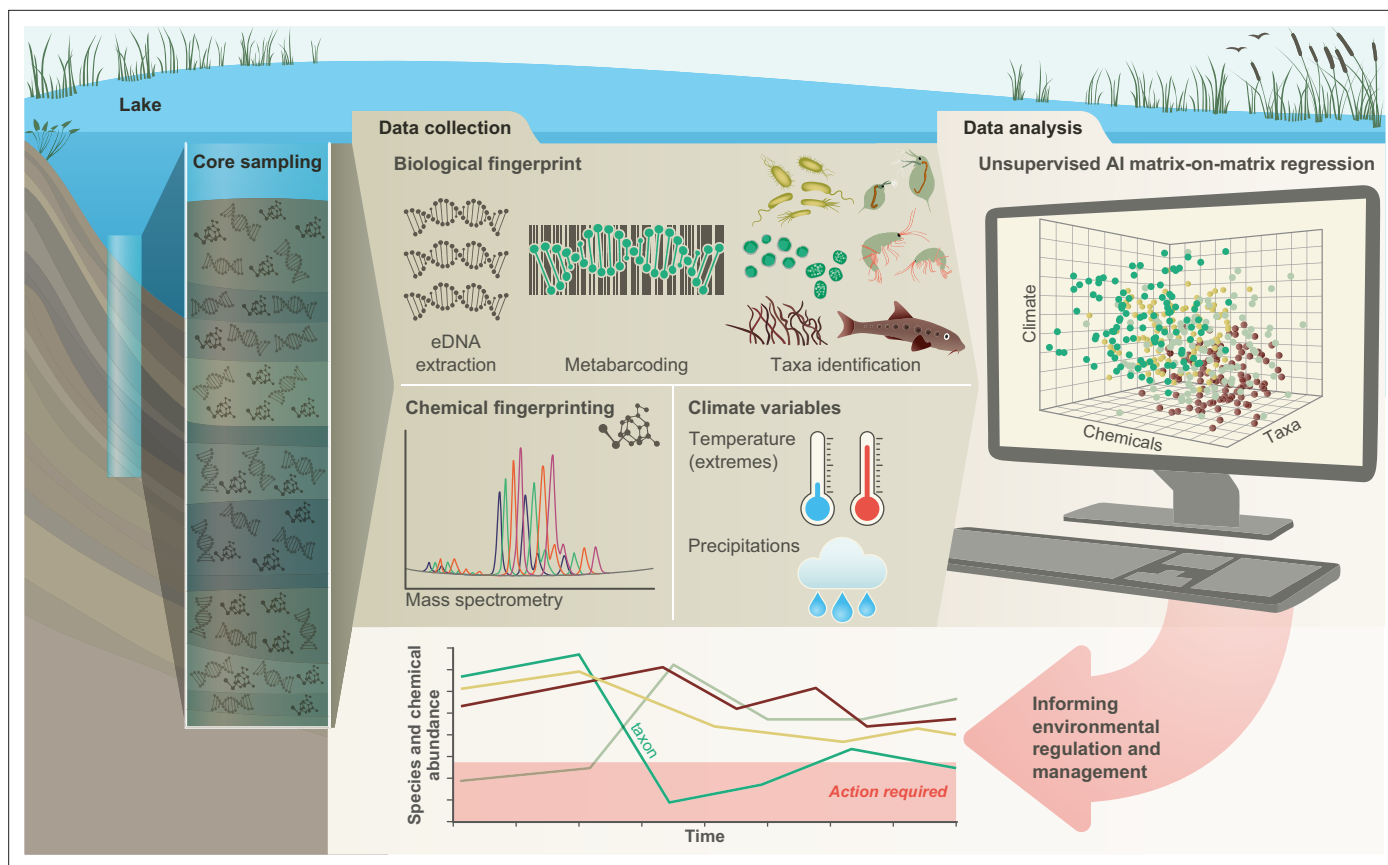 Lake
Core sampling
Data collection
Biological fingerprint
eDNA
extraction
Metabarcoding
Taxa identification
Chemical fingerprinting
Mass spectrometry
Climate variables
Temperature
(extremes)
Precipitations
Data analysis
Unsupervised AI matrix-on-matrix regression
Climate
Chemicals
Taxa
Species and chemical
abundance
taxon
Action required
Time
Informing
environmental
regulation and
management